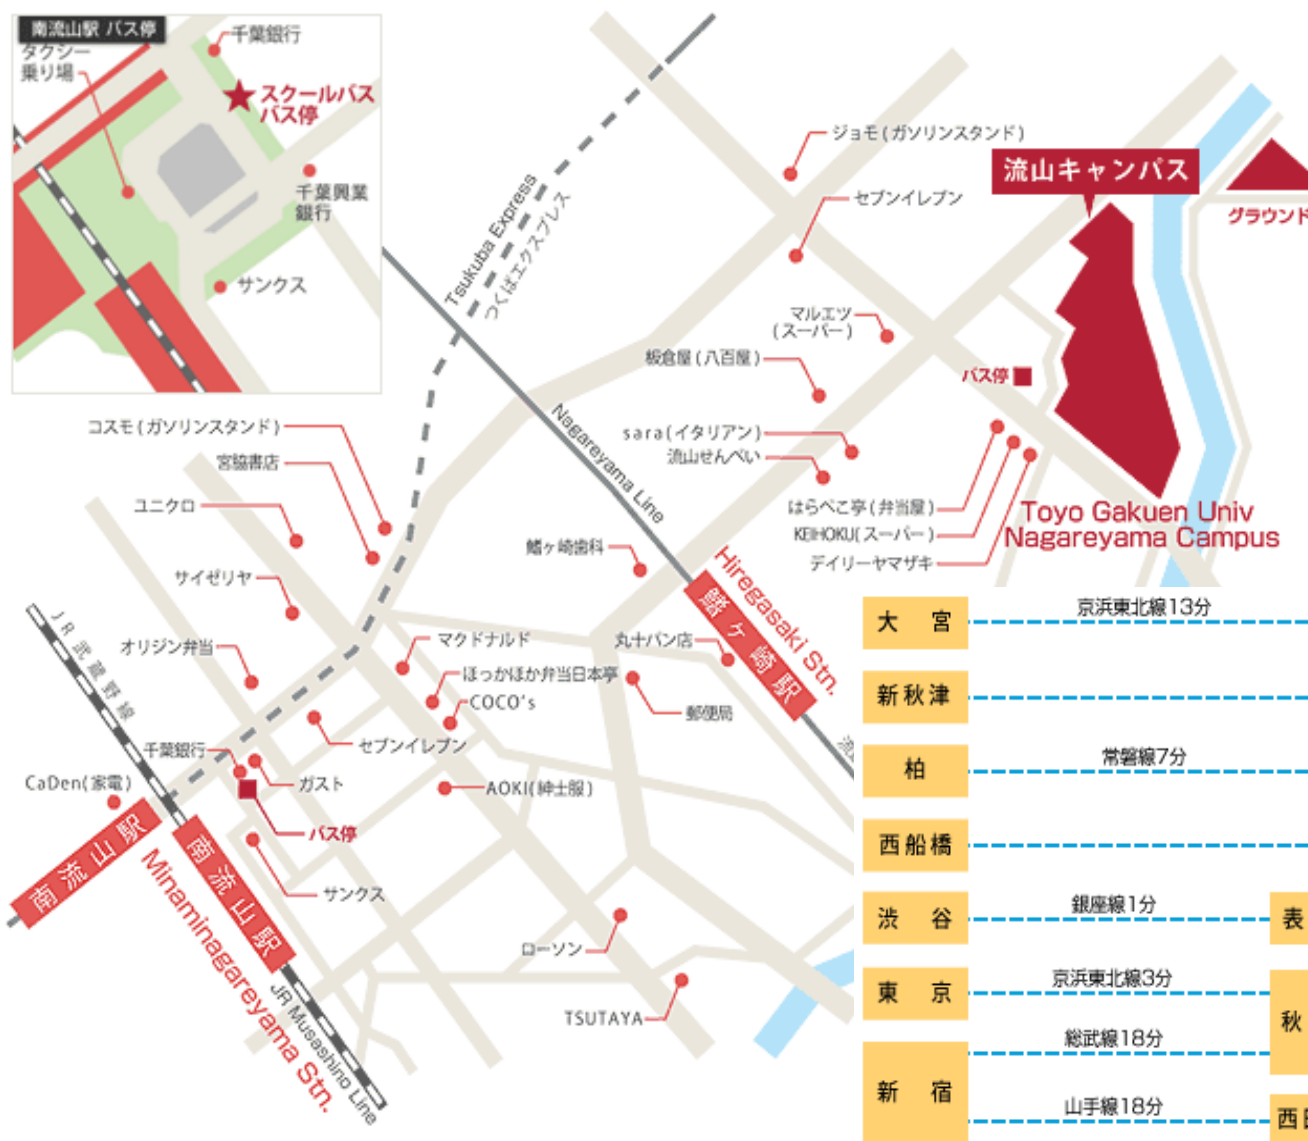 南流山駅 バス停
千葉銀行
タクシー
乗り場
スクールバス
バス停
千葉興業
銀行
サンクス
Tsukuba Express
つくばエクスプレス
ジョモ(ガソリンスタンド)
セブンイレブン
流山キャンパス
グラウンド
マルエツ
(スーパー)
板倉屋(八百屋)
バス停
sara(イタリアン)
流山せんべい
Nagareyama Line
コスモ(ガソリンスタンド)
宮脇書店
ユニクロ
サイゼリヤ
オリジン弁当
はらぺこ亭(弁当屋)
KEIHOKU(スーパー)
デイリーヤマザキ
Toyo Gakuen Univ
Nagareyama Campus
鰭ヶ崎歯科
Hiregasaki Stn.
鰭ヶ崎駅
丸十パン店
郵便局
JR武蔵野線
マクドナルド
ほっかほか弁当日本亭
COCO's
セブンイレブン
千葉銀行
ガスト
CaDen(家電)
AOKI(紳士服)
バス停
サンクス
南流山駅
南流山駅
Minaminagareyama Stn.
JR Musashino Line
ローソン
TSUTAYA
大宮
京浜東北線13分
新秋津
柏
常磐線7分
西船橋
渋谷
銀座線1分
表
東京
京浜東北線3分
秋
総武線18分
新宿
山手線18分
西